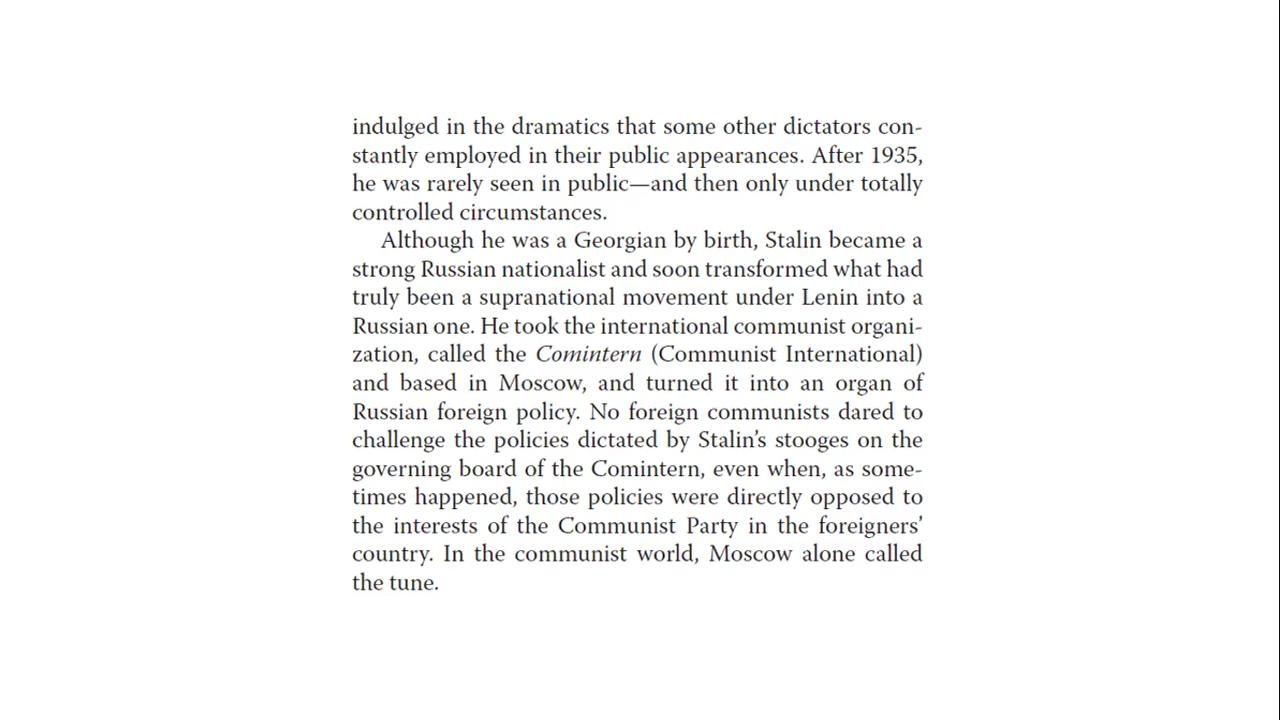 indulged in the dramatics that some other dictators con-
stantly employed in their public appearances. After 1935,
he was rarely seen in public—and then only under totally
controlled circumstances.
Although he was a Georgian by birth, Stalin became a
strong Russian nationalist and soon transformed what had
truly been a supranational movement under Lenin into a
Russian one. He took the international communist organi-
zation, called the Comintern (Communist International)
and based in Moscow, and turned it into an organ of
Russian foreign policy. No foreign communists dared to
challenge the policies dictated by Stalin’s stooges on the
governing board of the Comintern, even when, as some-
times happened, those policies were directly opposed to
the interests of the Communist Party in the foreigners’
country. In the communist world, Moscow alone called
the tune.